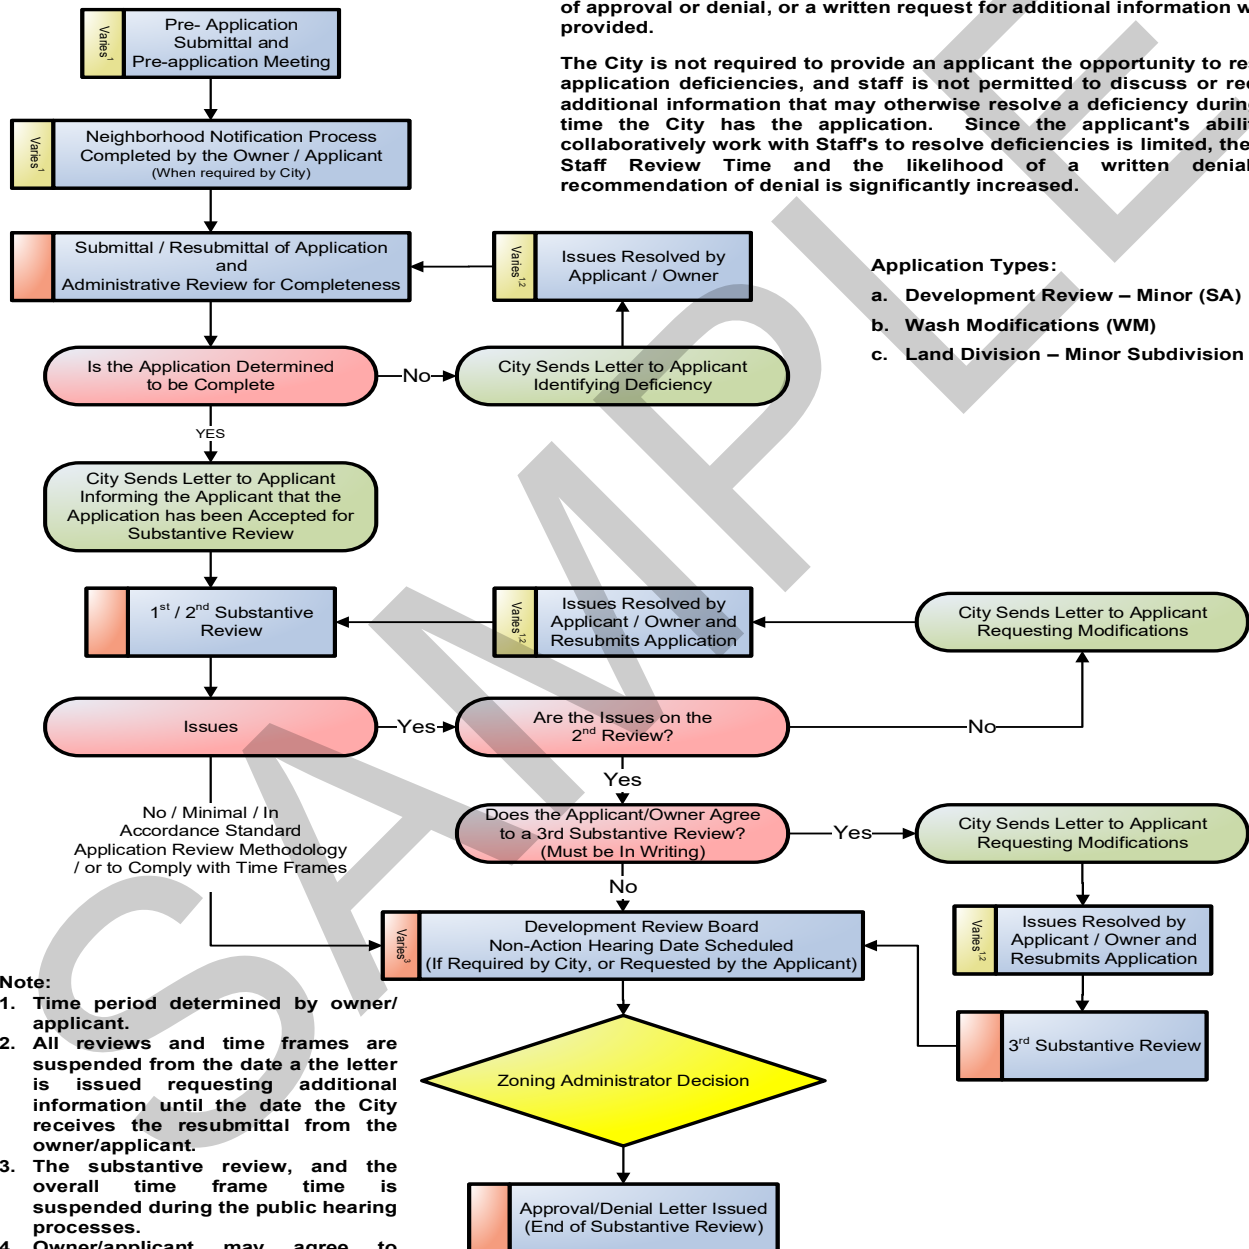 of approval or denial, or a written request for additional information w
provided.
The City is not required to provide an applicant the opportunity to re
application deficiencies, and staff is not permitted to discuss or re
additional information that may otherwise resolve a deficiency during
time the City has the application. Since the applicant's abili
collaboratively work with Staff's to resolve deficiencies is limited, the
Staff Review Time and the likelihood of a written denial
recommendation of denial is significantly increased.
Application Types:
a. Development Review – Minor (SA)
b. Wash Modifications (WM)
c. Land Division – Minor Subdivision
Varies1
Pre- Application
Submittal and
Pre-application Meeting
Varies1
Neighborhood Notification Process
Completed by the Owner / Applicant
(When required by City)
Submittal / Resubmittal of Application
and
Administrative Review for Completeness
Varies1,2
Issues Resolved by
Applicant / Owner
Is the Application Determined
to be Complete
No
City Sends Letter to Applicant
Identifying Deficiency
YES
City Sends Letter to Applicant
Informing the Applicant that the
Application has been Accepted for
Substantive Review
1st / 2nd Substantive
Review
Varies1,2
Issues Resolved by
Applicant / Owner and
Resubmits Application
City Sends Letter to Applicant
Requesting Modifications
Issues
Yes
Are the Issues on the
2nd Review?
No
Yes
No / Minimal / In
Accordance Standard
Application Review Methodology
/ or to Comply with Time Frames
Does the Applicant/Owner Agree
to a 3rd Substantive Review?
(Must be In Writing)
Yes
City Sends Letter to Applicant
Requesting Modifications
No
Varies3
Development Review Board
Non-Action Hearing Date Scheduled
(If Required by City, or Requested by the Applicant)
Varies1,2
Issues Resolved by
Applicant / Owner and
Resubmits Application
3rd Substantive Review
Zoning Administrator Decision
Approval/Denial Letter Issued
(End of Substantive Review)
Note:
1. Time period determined by owner/
applicant.
2. All reviews and time frames are
suspended from the date a the letter
is issued requesting additional
information until the date the City
receives the resubmittal from the
owner/applicant.
3. The substantive review, and the
overall time frame time is
suspended during the public hearing
processes.
4. Owner/applicant may agree to
SAMPLE